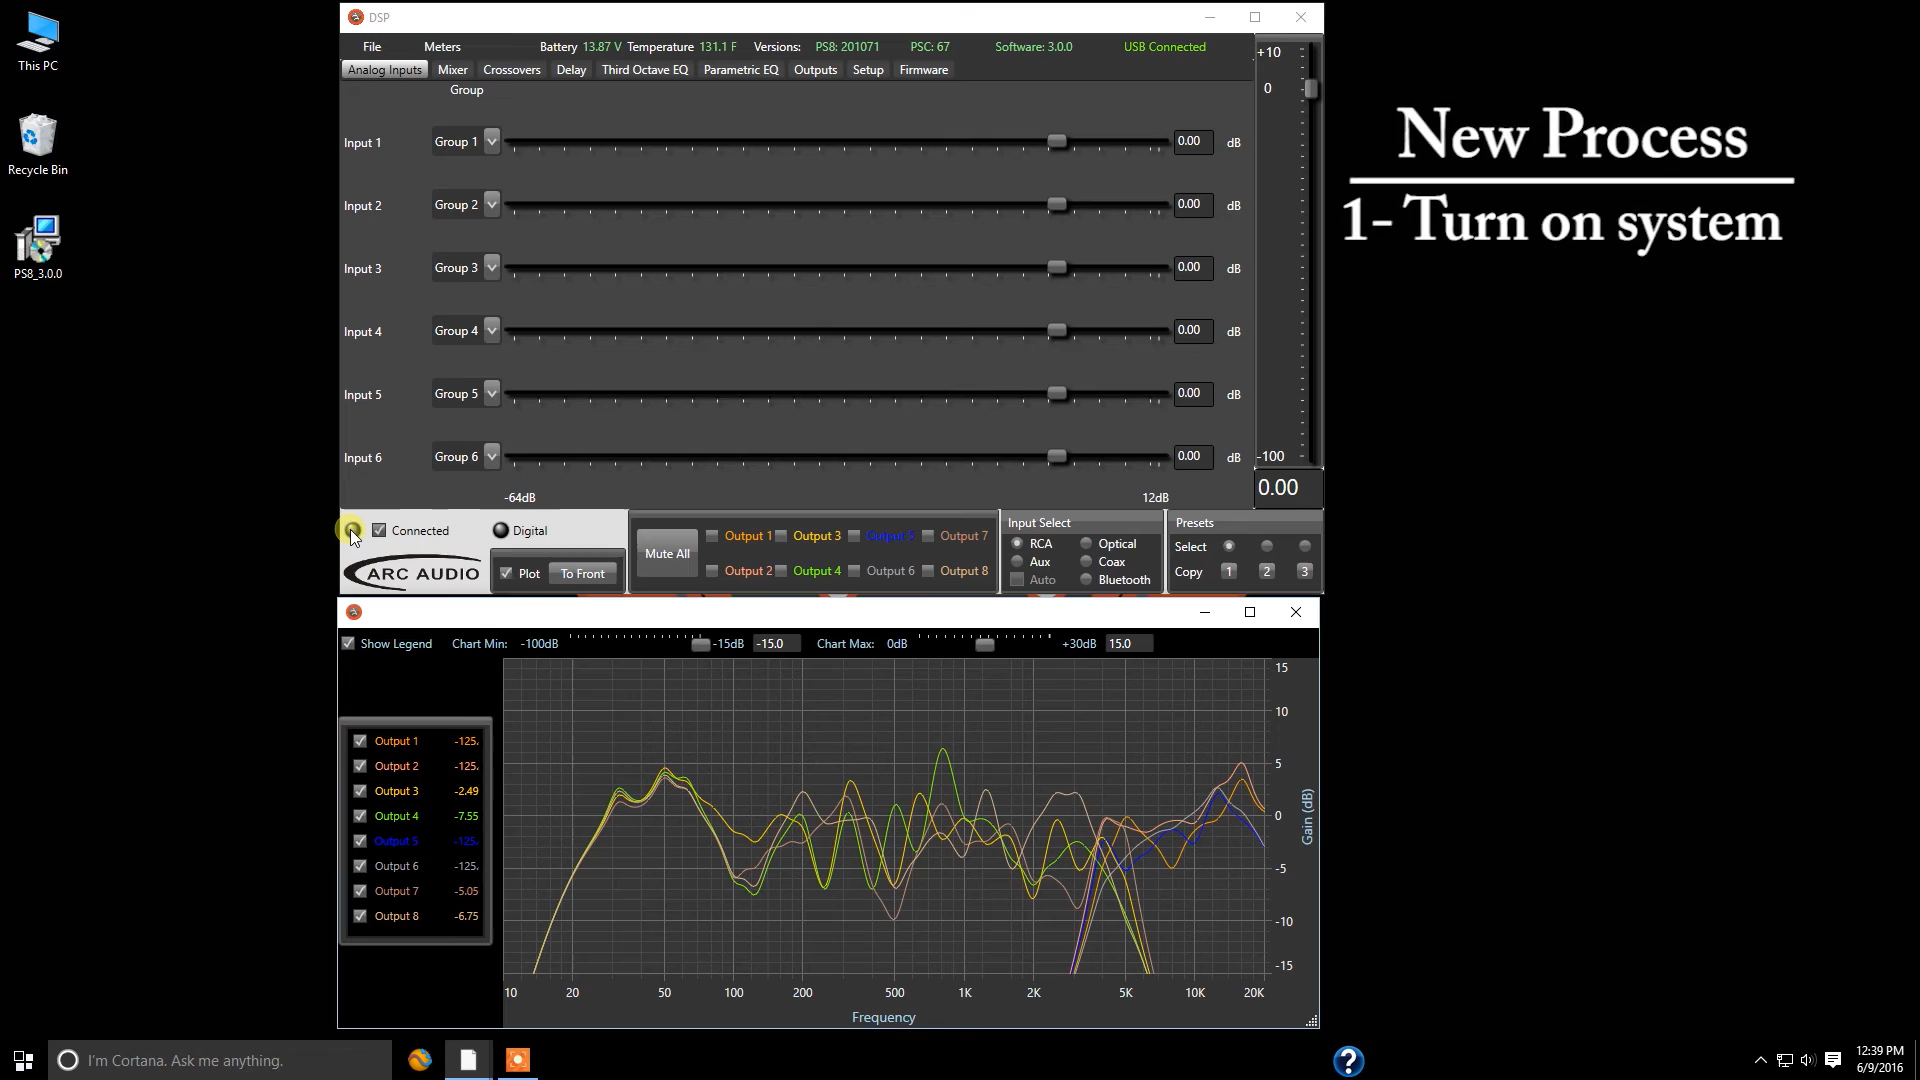 This PC
Recycle Bin
PS8_3.0.0
DSP
File Meters Battery 13.87 V Temperature 131.1 F Versions: PS8: 201071 PSC: 67 Software: 3.0.0 USB Connected
Analog Inputs Mixer Crossovers Delay Third Octave EQ Parametric EQ Outputs Setup Firmware
Group
Input 1 Group 1 0.00 dB
Input 2 Group 2 0.00 dB
Input 3 Group 3 0.00 dB
Input 4 Group 4 0.00 dB
Input 5 Group 5 0.00 dB
Input 6 Group 6 0.00 dB
-64dB 12dB
+10
0
-100
0.00
Connected Digital
ARC AUDIO
Plot To Front
Mute All
Output 1 Output 3 Output 5 Output 7
Output 2 Output 4 Output 6 Output 8
Input Select
RCA Optical
Aux Coax
Auto Bluetooth
Presets
Select
Copy 1 2 3
New Process
1- Turn on system
Show Legend Chart Min: -100dB -15dB -15.0 Chart Max: 0dB +30dB 15.0
Output 1 -125.
Output 2 -125.
Output 3 -2.49
Output 4 -7.55
Output 5 -125.
Output 6 -125.
Output 7 -5.05
Output 8 -6.75
15
10
5
0
-5
-10
-15
Gain (dB)
10 20 50 100 200 500 1K 2K 5K 10K 20K
Frequency
I'm Cortana. Ask me anything.
?
12:39 PM
6/9/2016